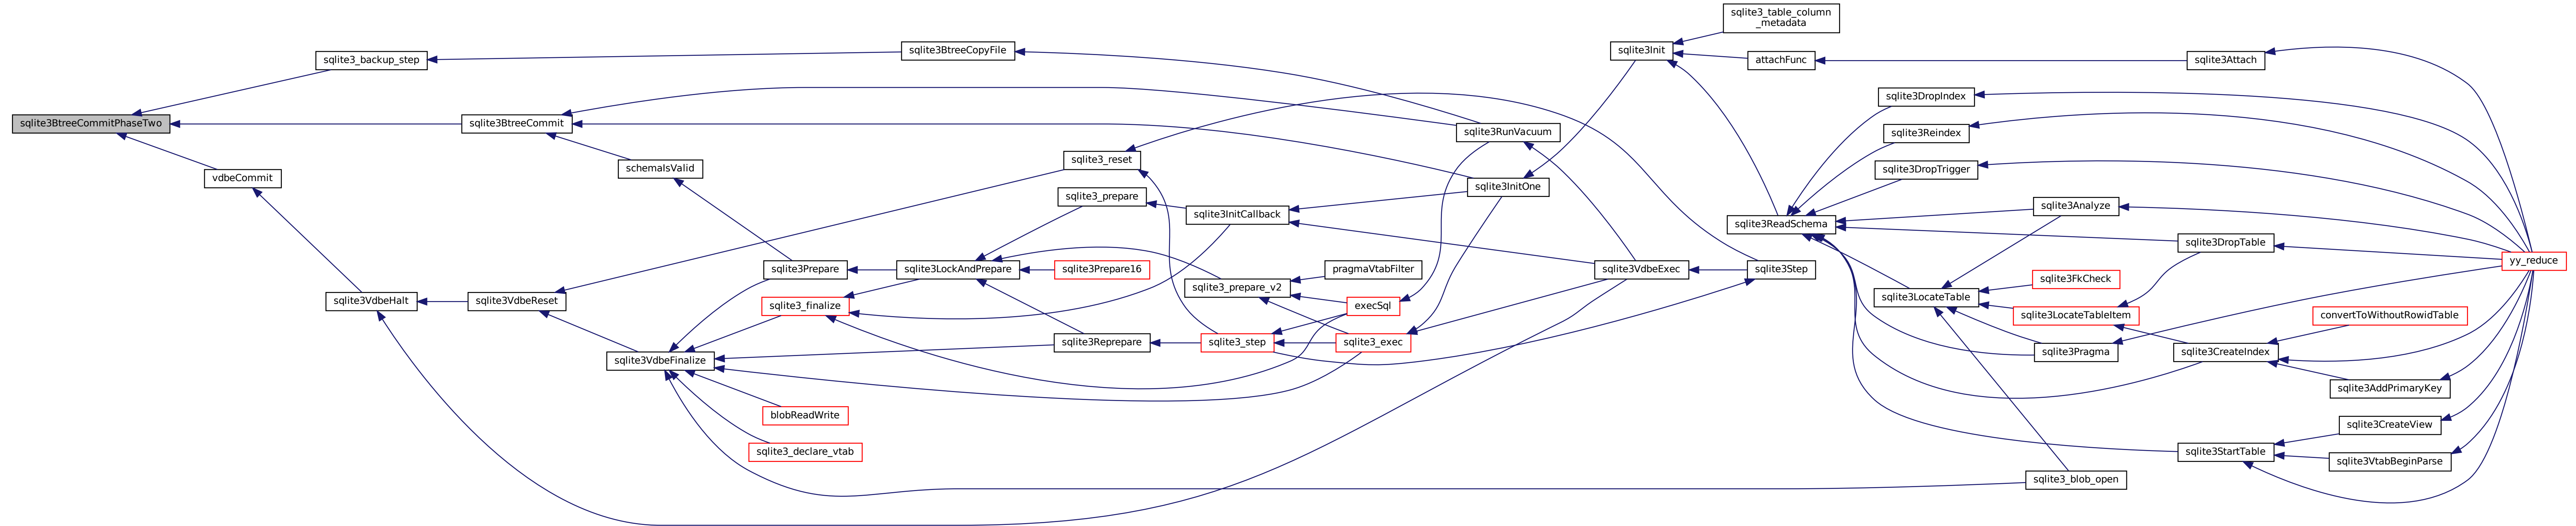 sqlite3BtreeCommitPhaseTwo
sqlite3_backup_step
vdbeCommit
sqlite3VdbeHalt
sqlite3BtreeCommit
sqlite3VdbeReset
schemaIsValid
sqlite3VdbeFinalize
sqlite3Prepare
sqlite3_finalize
blobReadWrite
sqlite3_declare_vtab
sqlite3BtreeCopyFile
sqlite3LockAndPrepare
sqlite3_reset
sqlite3_prepare
sqlite3Prepare16
sqlite3Reprepare
sqlite3InitCallback
sqlite3_prepare_v2
sqlite3_step
pragmaVtabFilter
execSql
sqlite3_exec
sqlite3RunVacuum
sqlite3InitOne
sqlite3VdbeExec
sqlite3Init
sqlite3_table_column
_metadata
attachFunc
sqlite3ReadSchema
sqlite3Step
sqlite3DropIndex
sqlite3Reindex
sqlite3DropTrigger
sqlite3LocateTable
sqlite3Analyze
sqlite3FkCheck
sqlite3LocateTableItem
sqlite3Pragma
sqlite3_blob_open
sqlite3Attach
sqlite3DropTable
sqlite3CreateIndex
sqlite3StartTable
convertToWithoutRowidTable
sqlite3AddPrimaryKey
sqlite3CreateView
sqlite3VtabBeginParse
yy_reduce